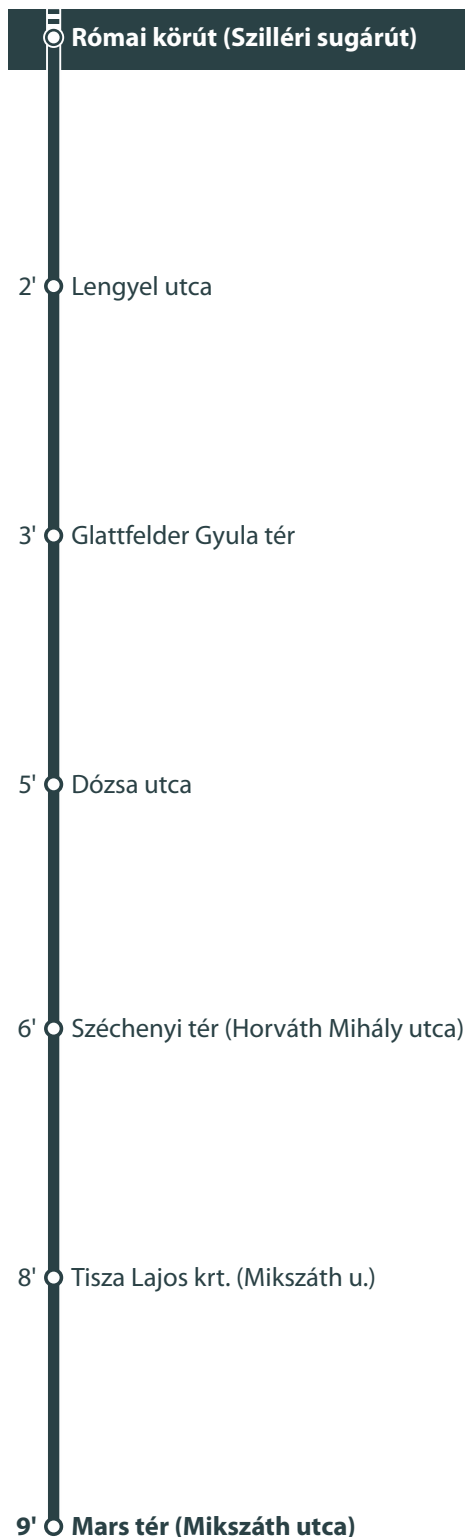 Római körút (Szilléri sugárút)
2' Lengyel utca
3' Glattfelder Gyula tér
5' Dózsa utca
6' Széchenyi tér (Horváth Mihály utca)
8' Tisza Lajos krt. (Mikszáth u.)
9' Mars tér (Mikszáth utca)